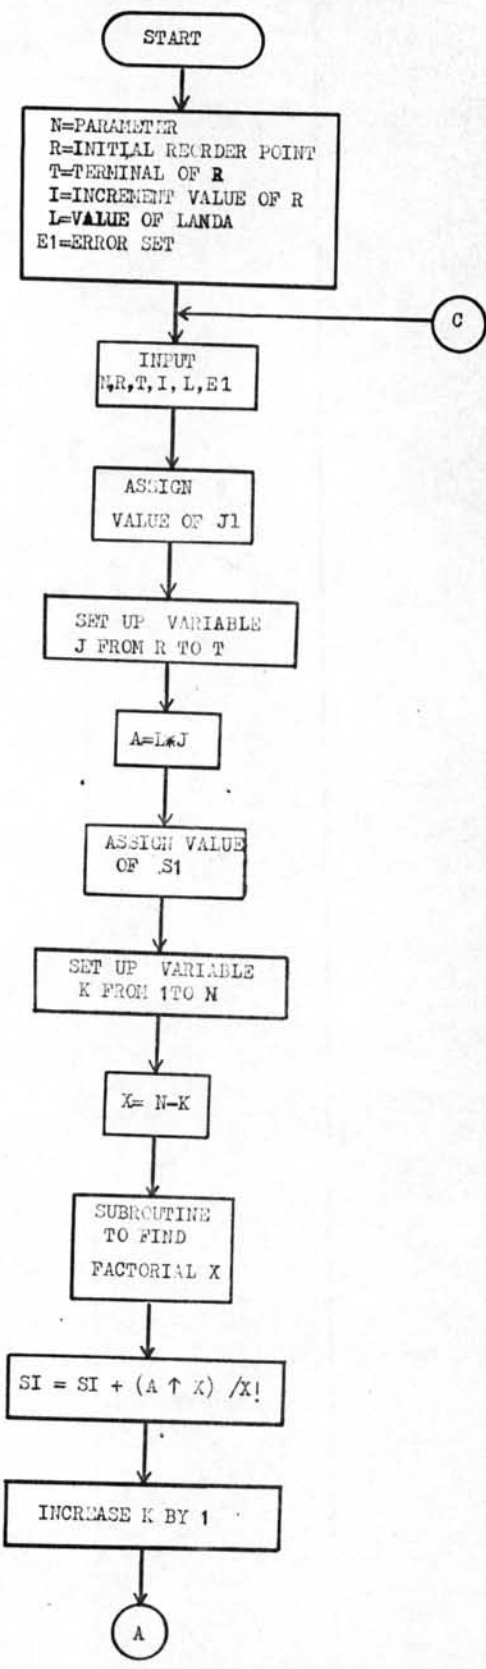 START
N=PARAMETER
R=INITIAL REORDER POINT
T=TERMINAL OF R
I=INCREMENT VALUE OF R
L=VALUE OF LANDA
E1=ERROR SET
C
INPUT
N,R,T,I,L,E1
ASSIGN
VALUE OF J1
SET UP VARIABLE
J FROM R TO T
A=L*J
ASSIGN VALUE
OF S1
SET UP VARIABLE
K FROM 1TO N
X= N-K
SUBROUTINE
TO FIND
FACTORIAL X
SI = SI + (A ↑ X) /X!
INCREASE K BY 1
A